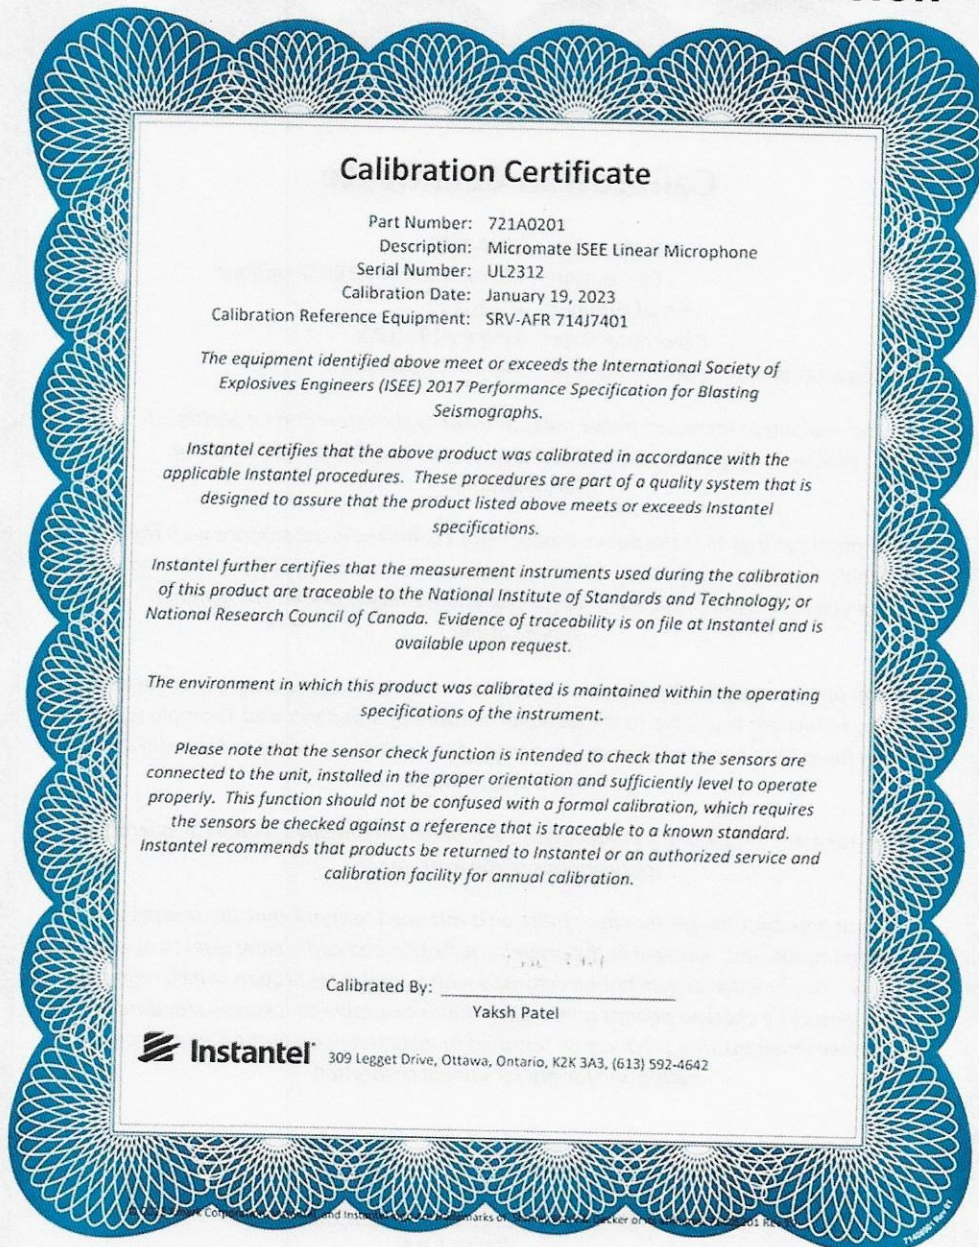 Calibration Certificate
Part Number: 721A0201
Description: Micromate ISEE Linear Microphone
Serial Number: UL2312
Calibration Date: January 19, 2023
Calibration Reference Equipment: SRV-AFR 714J7401
The equipment identified above meet or exceeds the International Society of
Explosives Engineers (ISEE) 2017 Performance Specification for Blasting
Seismographs.
Instantel certifies that the above product was calibrated in accordance with the
applicable Instantel procedures. These procedures are part of a quality system that is
designed to assure that the product listed above meets or exceeds Instantel
specifications.
Instantel further certifies that the measurement instruments used during the calibration
of this product are traceable to the National Institute of Standards and Technology; or
National Research Council of Canada. Evidence of traceability is on file at Instantel and is
available upon request.
The environment in which this product was calibrated is maintained within the operating
specifications of the instrument.
Please note that the sensor check function is intended to check that the sensors are
connected to the unit, installed in the proper orientation and sufficiently level to operate
properly. This function should not be confused with a formal calibration, which requires
the sensors be checked against a reference that is traceable to a known standard.
Instantel recommends that products be returned to Instantel or an authorized service and
calibration facility for annual calibration.
Calibrated By:
Yaksh Patel
Instantel 309 Legget Drive, Ottawa, Ontario, K2K 3A3, (613) 592-4642